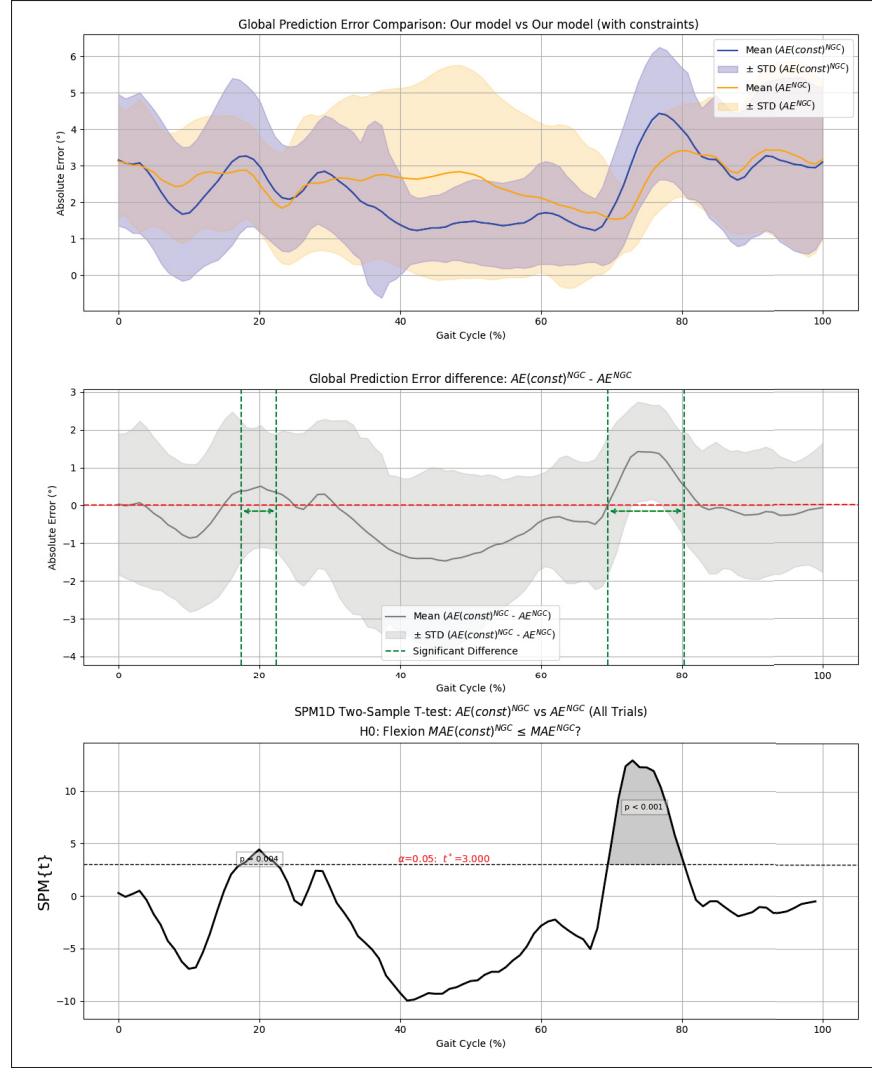 Global Prediction Error Comparison: Our model vs Our model (with constraints)
Mean (AE(const)^NGC)
± STD (AE(const)^NGC)
Mean (AE^NGC)
± STD (AE^NGC)
Absolute Error (°)
6
5
4
3
2
1
0
0 20 40 60 80 100
Gait Cycle (%)
Global Prediction Error difference: AE(const)^NGC - AE^NGC
Absolute Error (°)
3
2
1
0
−1
−2
−3
−4
Mean (AE(const)^NGC - AE^NGC)
± STD (AE(const)^NGC - AE^NGC)
Significant Difference
0 20 40 60 80 100
Gait Cycle (%)
SPM1D Two-Sample T-test: AE(const)^NGC vs AE^NGC (All Trials)
H0: Flexion MAE(const)^NGC ≤ MAE^NGC?
SPM{t}
10
5
0
−5
−10
p < 0.001
p = 0.004
α=0.05: t*=3.000
0 20 40 60 80 100
Gait Cycle (%)